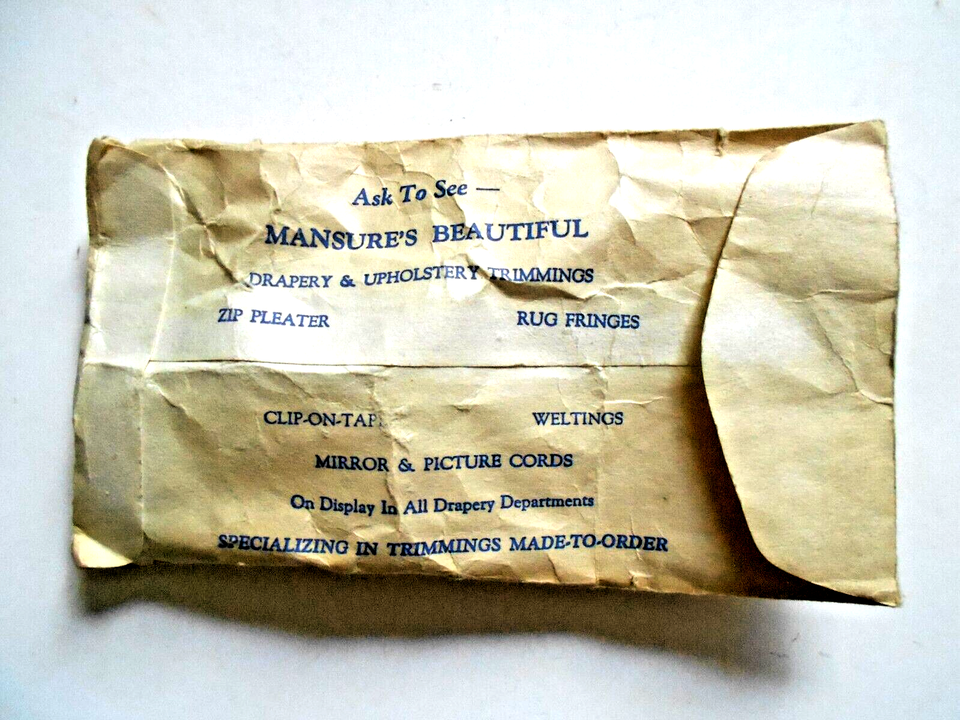 Ask To See —
MANSURE'S BEAUTIFUL
DRAPERY & UPHOLSTERY TRIMMINGS
ZIP PLEATER RUG FRINGES
CLIP-ON-TAP WELTINGS
MIRROR & PICTURE CORDS
On Display In All Drapery Departments
SPECIALIZING IN TRIMMINGS MADE-TO-ORDER